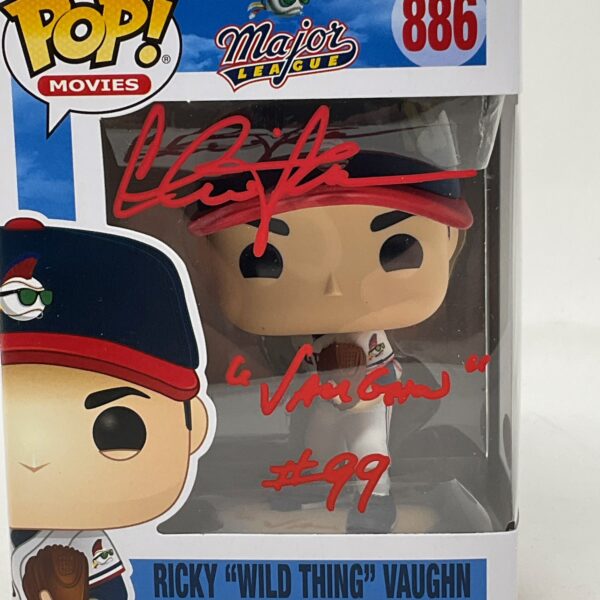 POP!
MOVIES
Major
LEAGUE
886
"VAUGHN"
#99
RICKY "WILD THING" VAUGHN